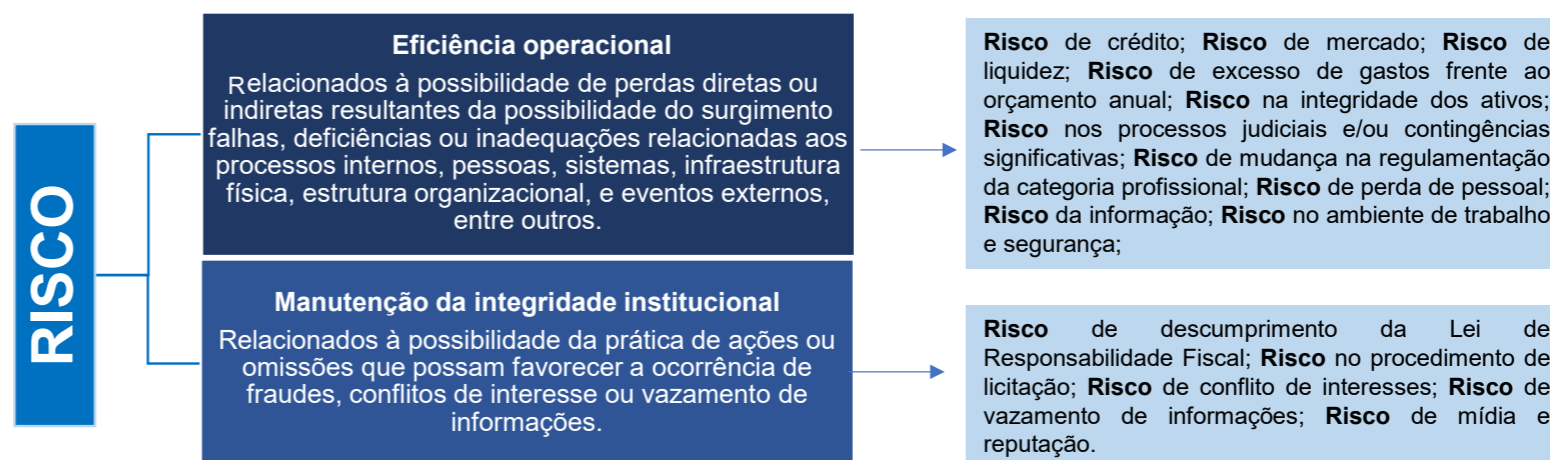 RISCO
Eficiência operacional
Relacionados à possibilidade de perdas diretas ou
indiretas resultantes da possibilidade do surgimento
falhas, deficiências ou inadequações relacionadas aos
processos internos, pessoas, sistemas, infraestrutura
física, estrutura organizacional, e eventos externos,
entre outros.
Risco de crédito; Risco de mercado; Risco de
liquidez; Risco de excesso de gastos frente ao
orçamento anual; Risco na integridade dos ativos;
Risco nos processos judiciais e/ou contingências
significativas; Risco de mudança na regulamentação
da categoria profissional; Risco de perda de pessoal;
Risco da informação; Risco no ambiente de trabalho
e segurança;
Manutenção da integridade institucional
Relacionados à possibilidade da prática de ações ou
omissões que possam favorecer a ocorrência de
fraudes, conflitos de interesse ou vazamento de
informações.
Risco de descumprimento da Lei de
Responsabilidade Fiscal; Risco no procedimento de
licitação; Risco de conflito de interesses; Risco de
vazamento de informações; Risco de mídia e
reputação.